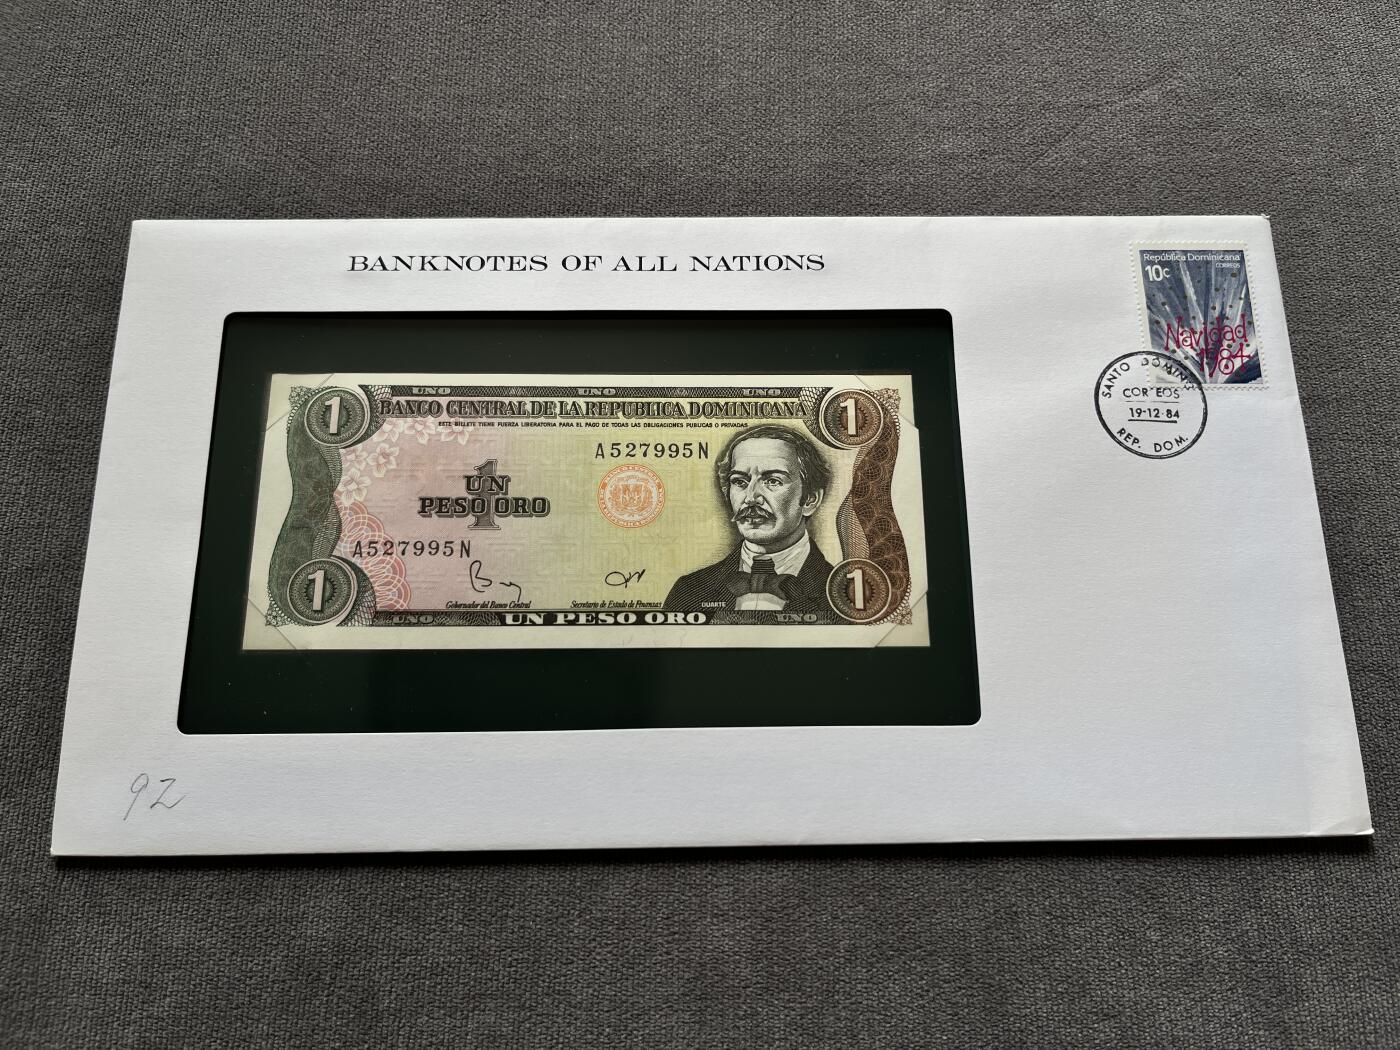 BANKNOTES OF ALL NATIONS
República Dominicana
CORREOS
10c
Navidad
1984
SANTO DOMINGO
CORREOS
19-12-84
REP. DOM.
UNO UNO UNO
1 BANCO CENTRAL DE LA REPUBLICA DOMINICANA 1
ESTE BILLETE TIENE FUERZA LIBERATORIA PARA EL PAGO DE TODAS LAS OBLIGACIONES PUBLICAS O PRIVADAS
A527995N
1
UN
PESO ORO
A527995N
Gobernador del Banco Central Secretario de Estado de Finanzas
DUARTE
1 1
UNO UN PESO ORO UNO
92